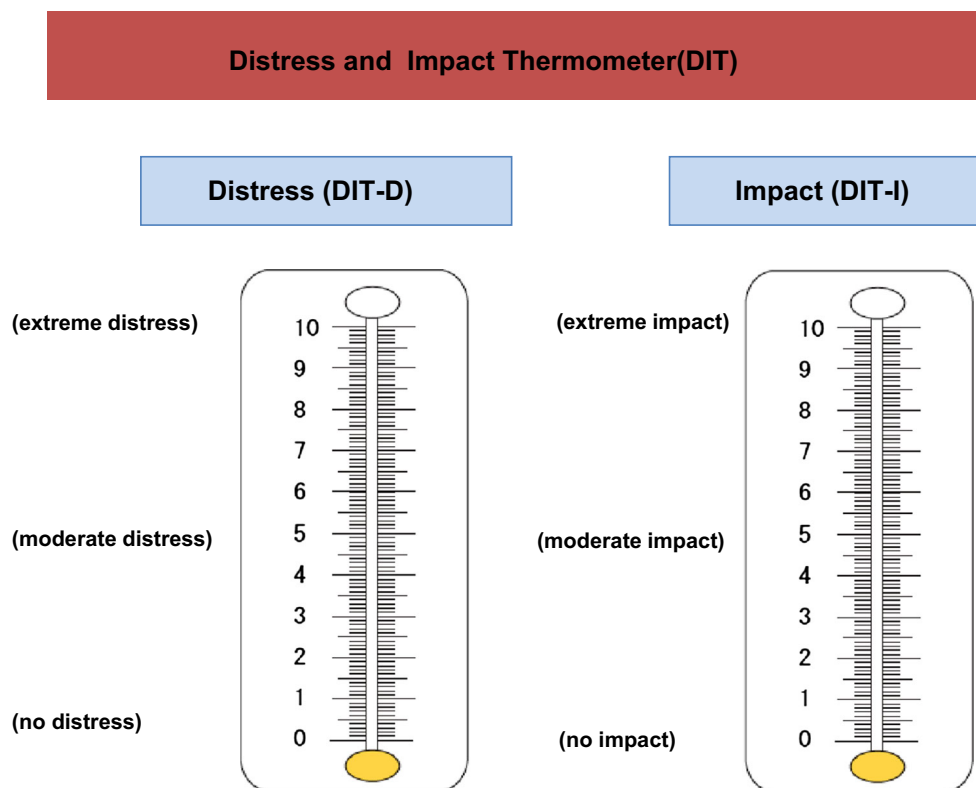 Distress and  Impact Thermometer(DIT)
Distress (DIT-D)
Impact (DIT-I)
(extreme distress)
10
9
8
7
6
(moderate distress)
5
4
3
2
1
(no distress)
0
(extreme impact)
10
9
8
7
6
(moderate impact)
5
4
3
2
1
(no impact)
0